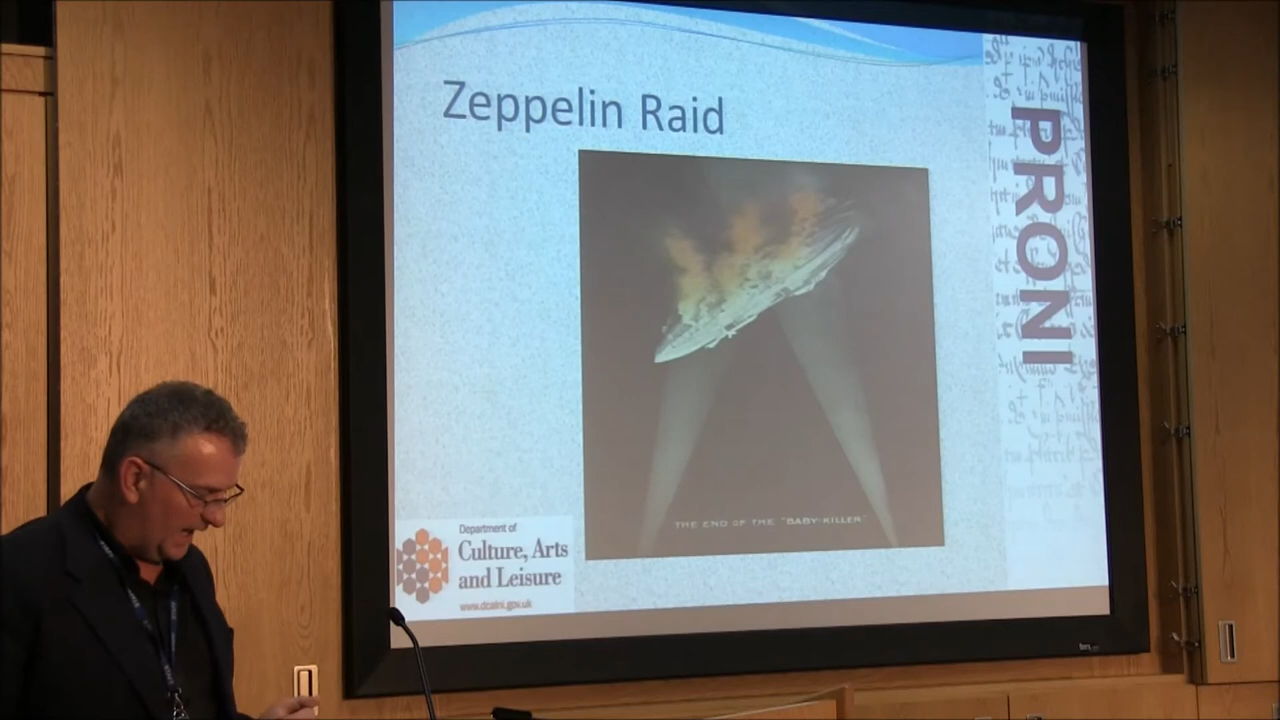 Zeppelin Raid
PRONI
THE END OF THE "BABY-KILLER"
Department of
Culture, Arts
and Leisure
www.dcalni.gov.uk